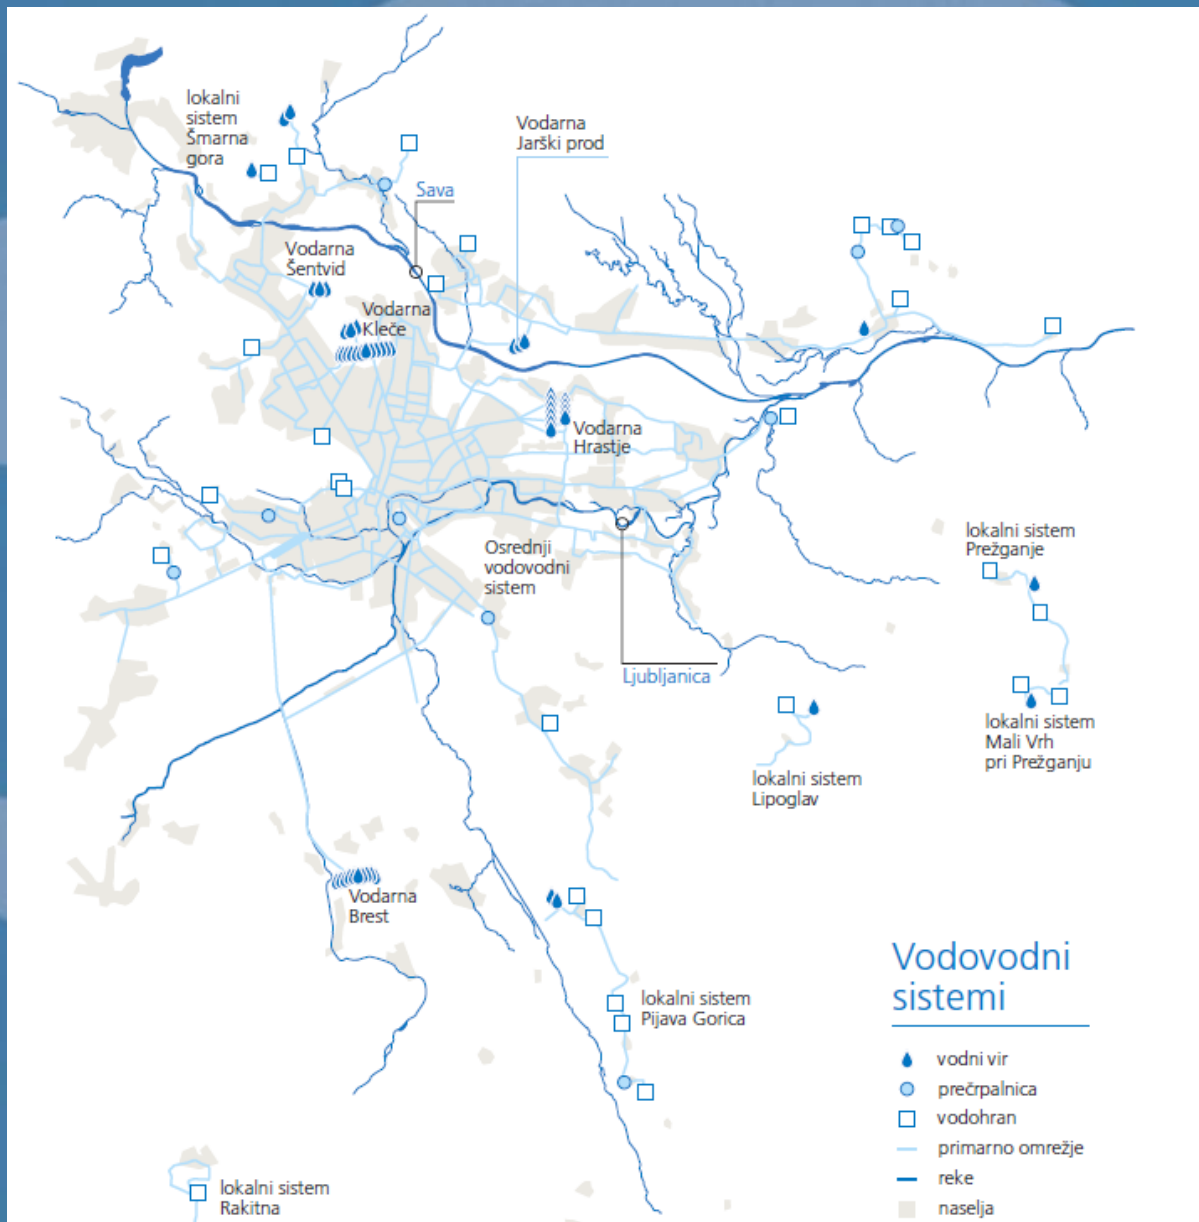 lokalni
sistem
Šmarna
gora
Vodarna
Jarški prod
Sava
Vodarna
Šentvid
Vodarna
Kleče
Vodarna
Hrastje
Osrednji
vodovodni
sistem
lokalni sistem
Prežganje
Ljubljanica
lokalni sistem
Mali Vrh
pri Prežganju
lokalni sistem
Lipoglav
Vodarna
Brest
lokalni sistem
Pijava Gorica
lokalni sistem
Rakitna
Vodovodni
sistemi
vodni vir
prečrpalnica
vodohran
primarno omrežje
reke
naselja